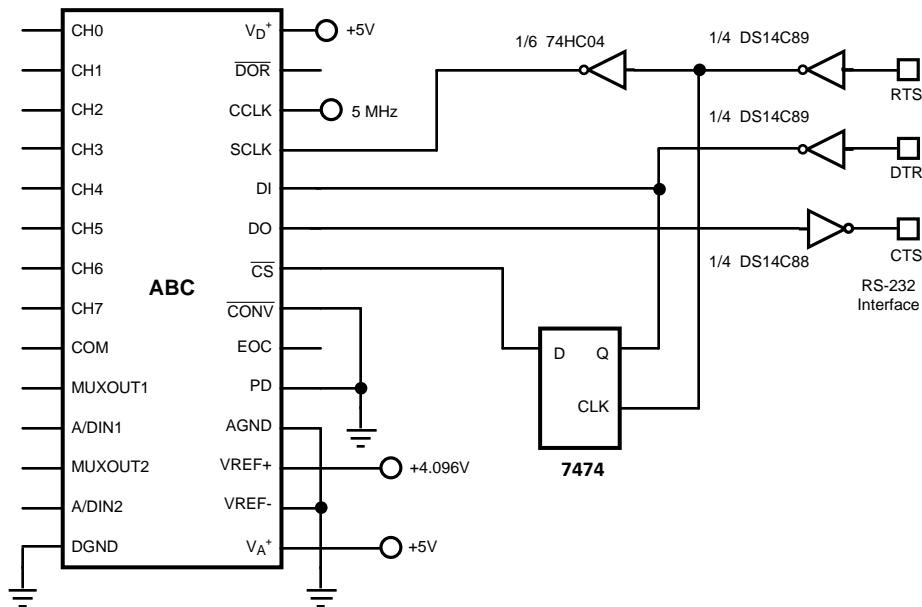 CH0
CH1
CH2
CH3
CH4
CH5
CH6
CH7
COM
MUXOUT1
A/DIN1
MUXOUT2
A/DIN2
DGND
ABC
VD+
DOR
CCLK
SCLK
DI
DO
CS
CONV
EOC
PD
AGND
VREF+
VREF-
VA+
+5V
5 MHz
+4.096V
+5V
1/6 74HC04
1/4 DS14C89
RTS
1/4 DS14C89
DTR
1/4 DS14C88
CTS
RS-232
Interface
D Q
CLK
7474